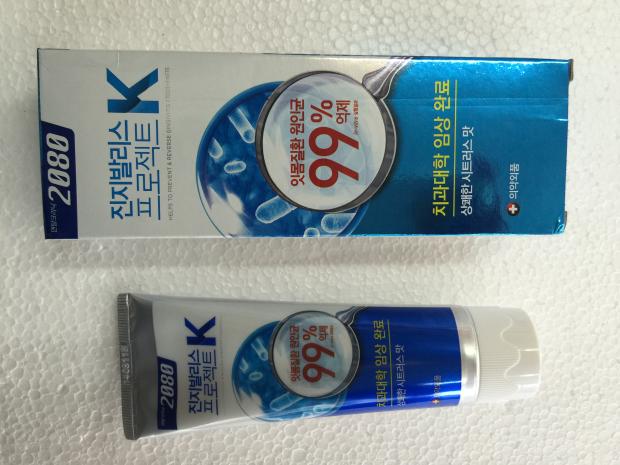 2080
진지발리스
프로젝트 K
HELPS TO PREVENT & REVERSE
잇몸질환 원인균
99%
억제
치과대학 임상 완료
상쾌한 시트러스 맛
의약외품
2080
진지발리스
프로젝트 K
잇몸질환 원인균
99%
억제
치과대학 임상 완료
상쾌한 시트러스 맛
의약외품